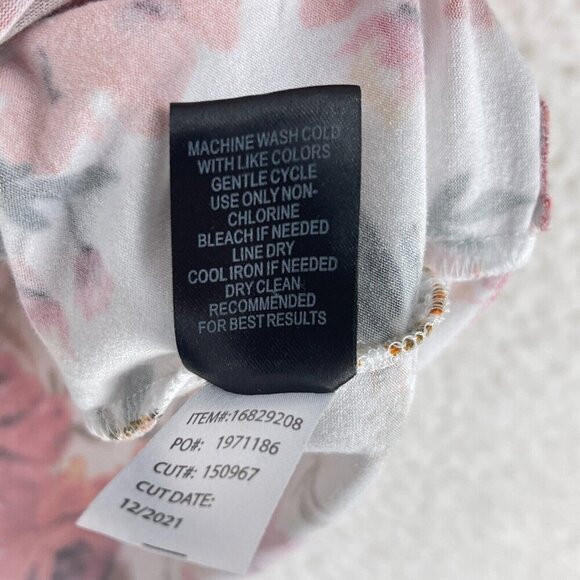 MACHINE WASH COLD
WITH LIKE COLORS
GENTLE CYCLE
USE ONLY NON-
CHLORINE
BLEACH IF NEEDED
LINE DRY
COOL IRON IF NEEDED
DRY CLEAN
RECOMMENDED
FOR BEST RESULTS
ITEM#:16829208
PO#: 1971186
CUT#: 150967
CUT DATE:
12/2021